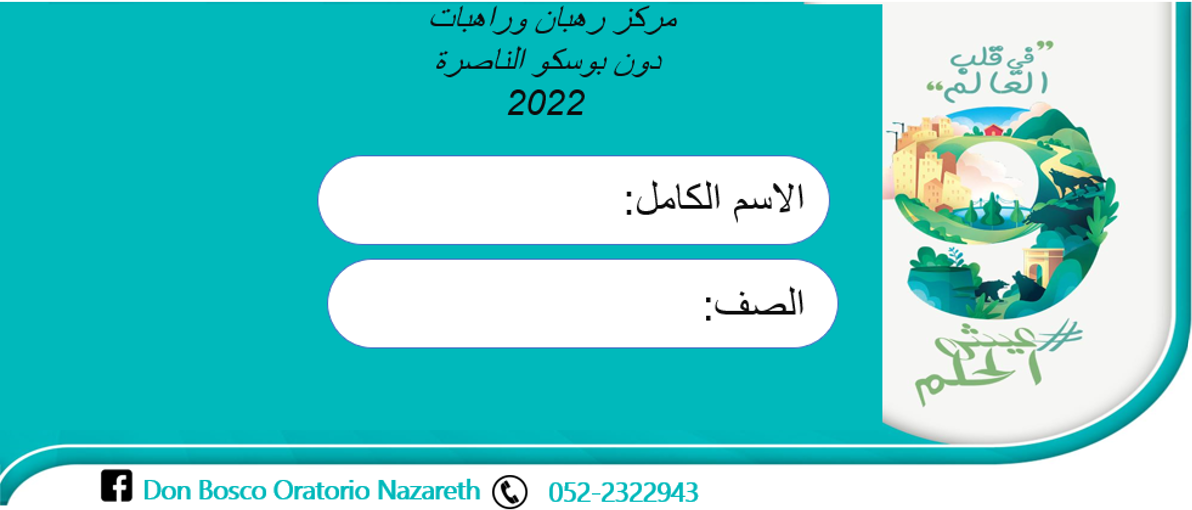 مركز رهبان وراهبات
دون بوسكو الناصرة
2022
الاسم الكامل:
الصف:
”في قلب
العالم“
#عيش
الحلم
Don Bosco Oratorio Nazareth
052-2322943